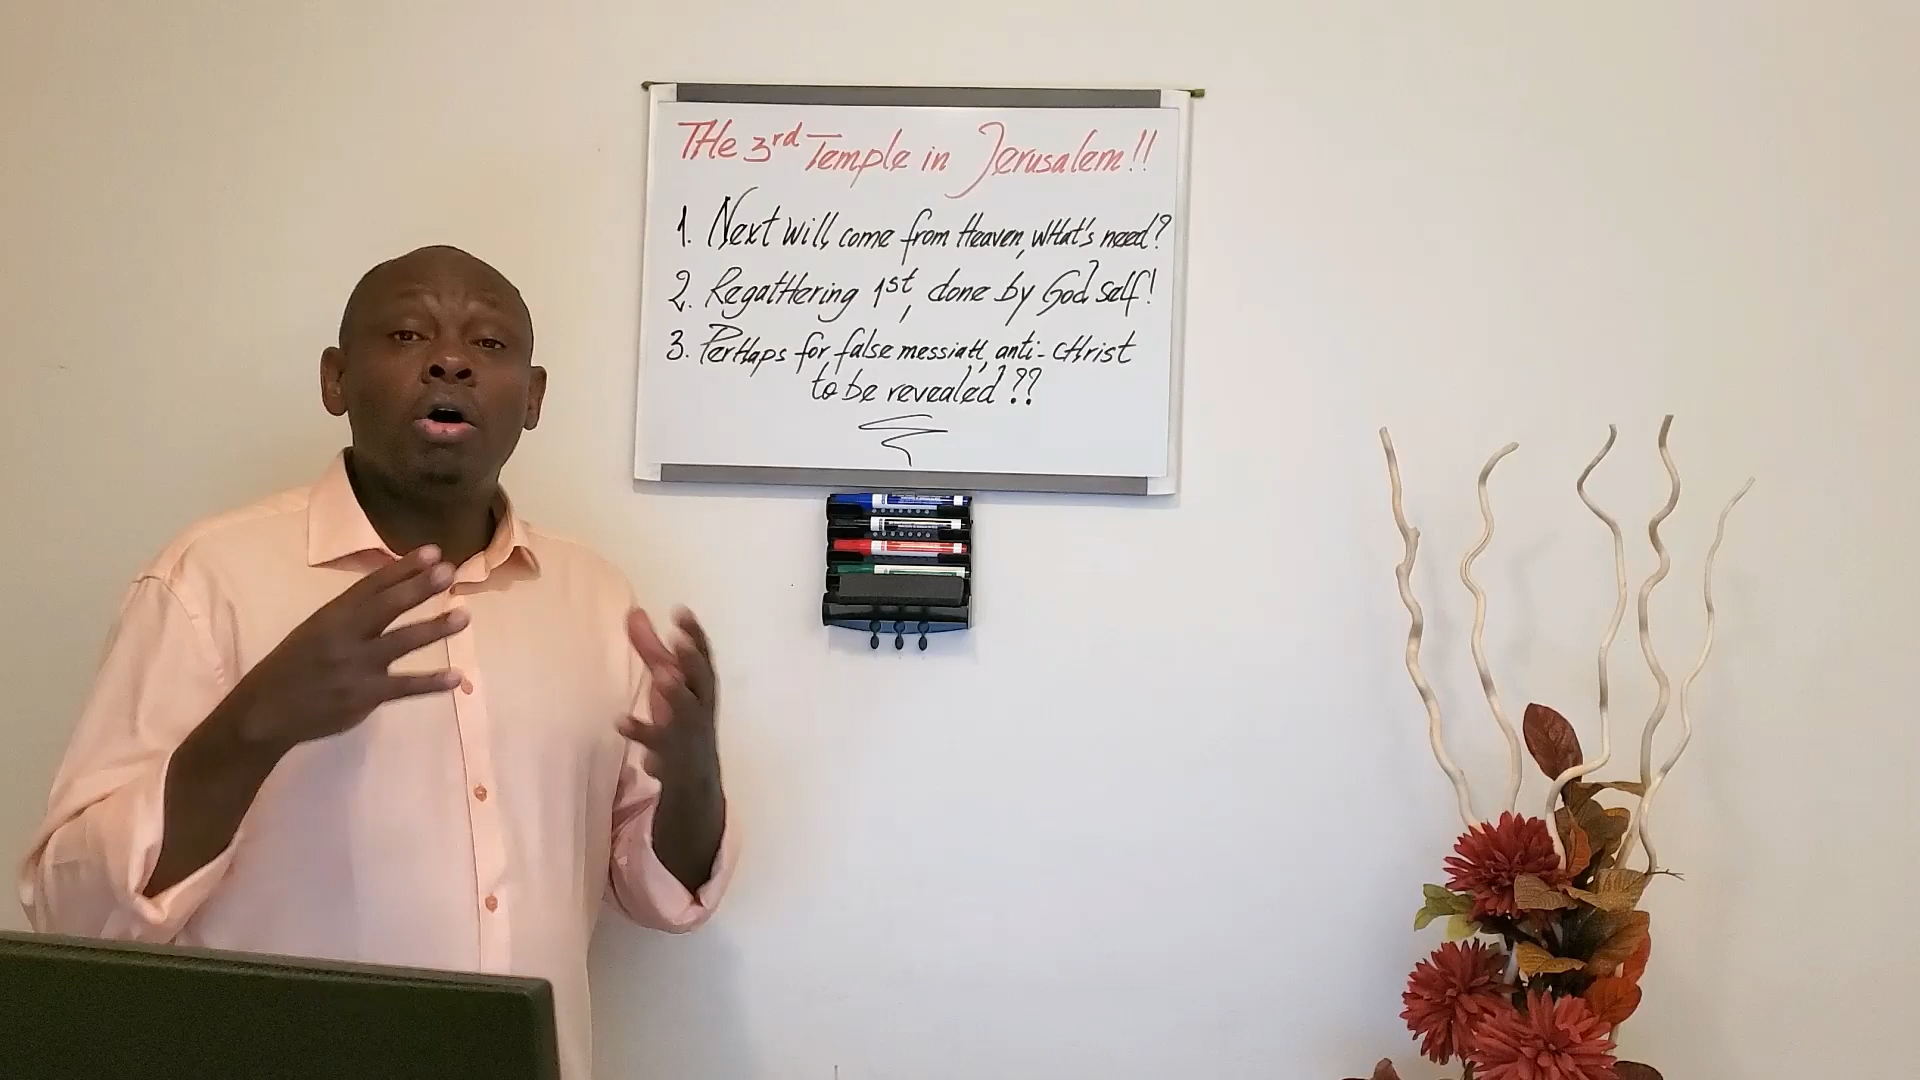 THe 3rd Temple in Jerusalem!!
1. Next will come from Heaven, wHat's need?
2. RegatHering 1st, done by God self!
3. PerHaps for false messiaH, anti-cHrist
to be revealed??